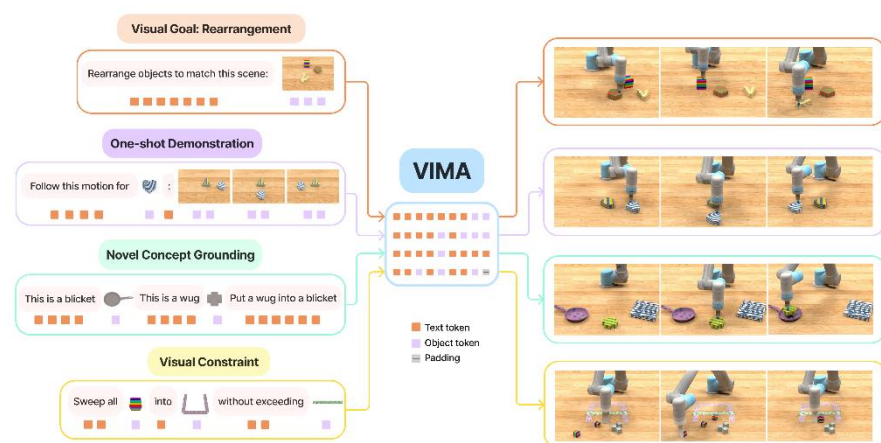 Visual Goal: Rearrangement
Rearrange objects to match this scene:
One-shot Demonstration
Follow this motion for :
Novel Concept Grounding
This is a blicket This is a wug Put a wug into a blicket
Visual Constraint
Sweep all into without exceeding
VIMA
Text token
Object token
Padding